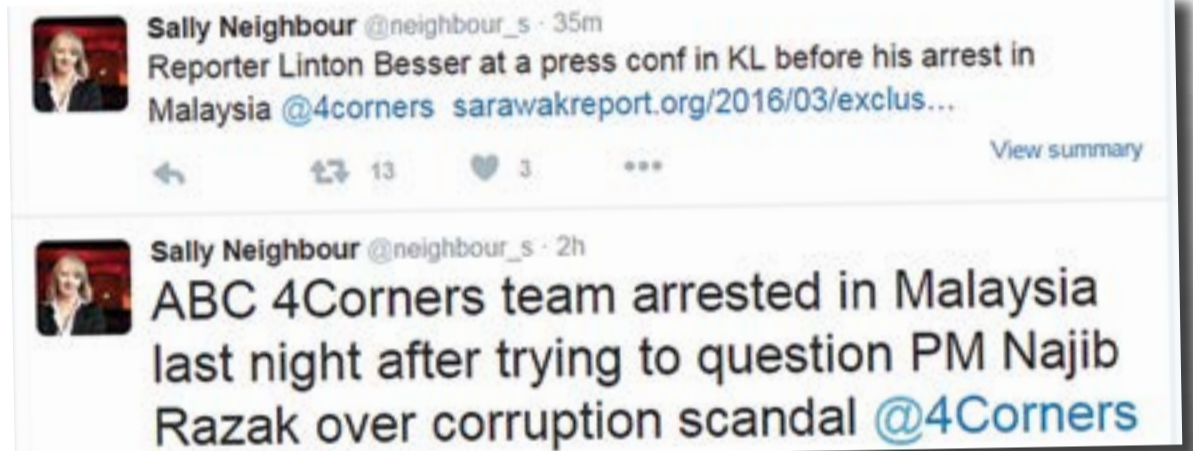 Sally Neighbour @neighbour_s · 35m
Reporter Linton Besser at a press conf in KL before his arrest in
Malaysia @4corners sarawakreport.org/2016/03/exclus...
13 3
View summary
Sally Neighbour @neighbour_s · 2h
ABC 4Corners team arrested in Malaysia
last night after trying to question PM Najib
Razak over corruption scandal @4Corners